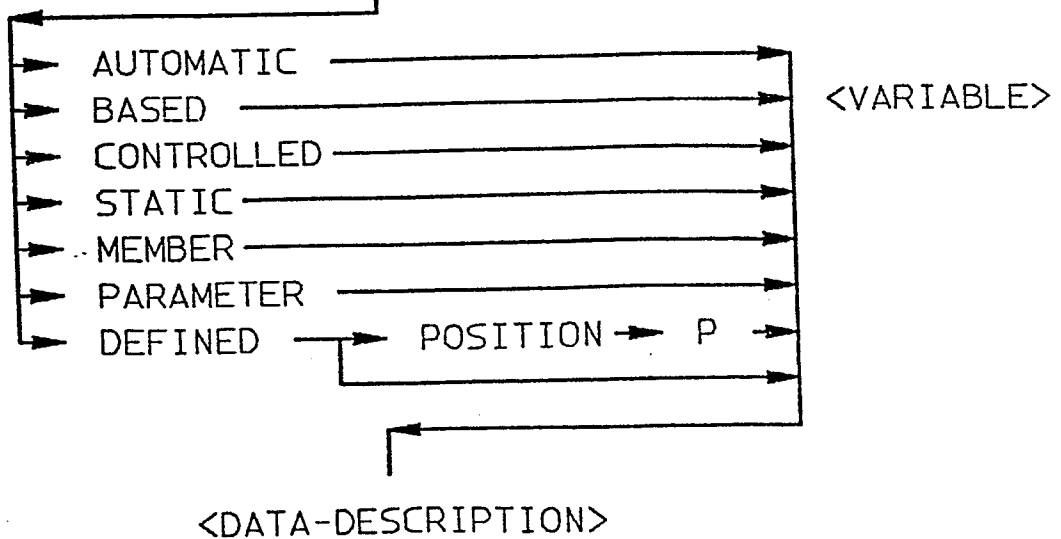 AUTOMATIC
BASED <VARIABLE>
CONTROLLED
STATIC
MEMBER
PARAMETER
DEFINED POSITION P
<DATA-DESCRIPTION>